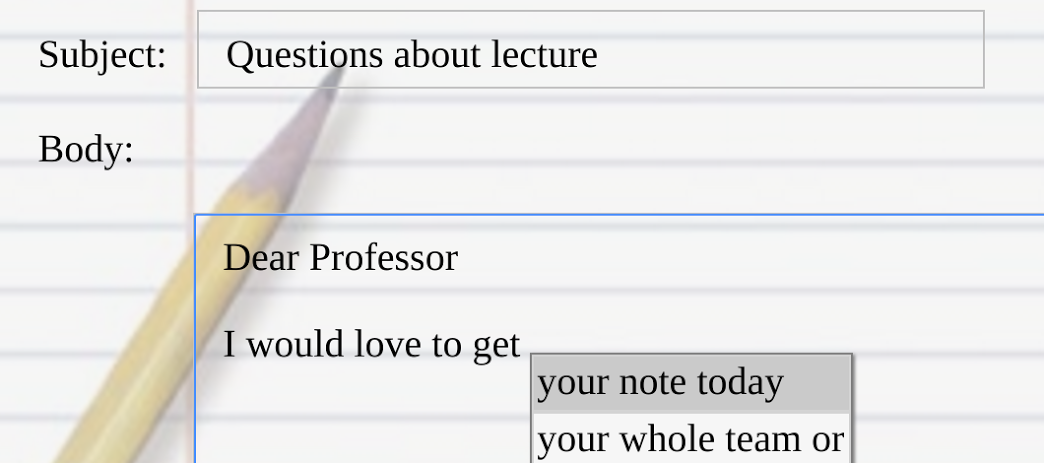 Subject: Questions about lecture
Body:
Dear Professor
I would love to get
your note today
your whole team or